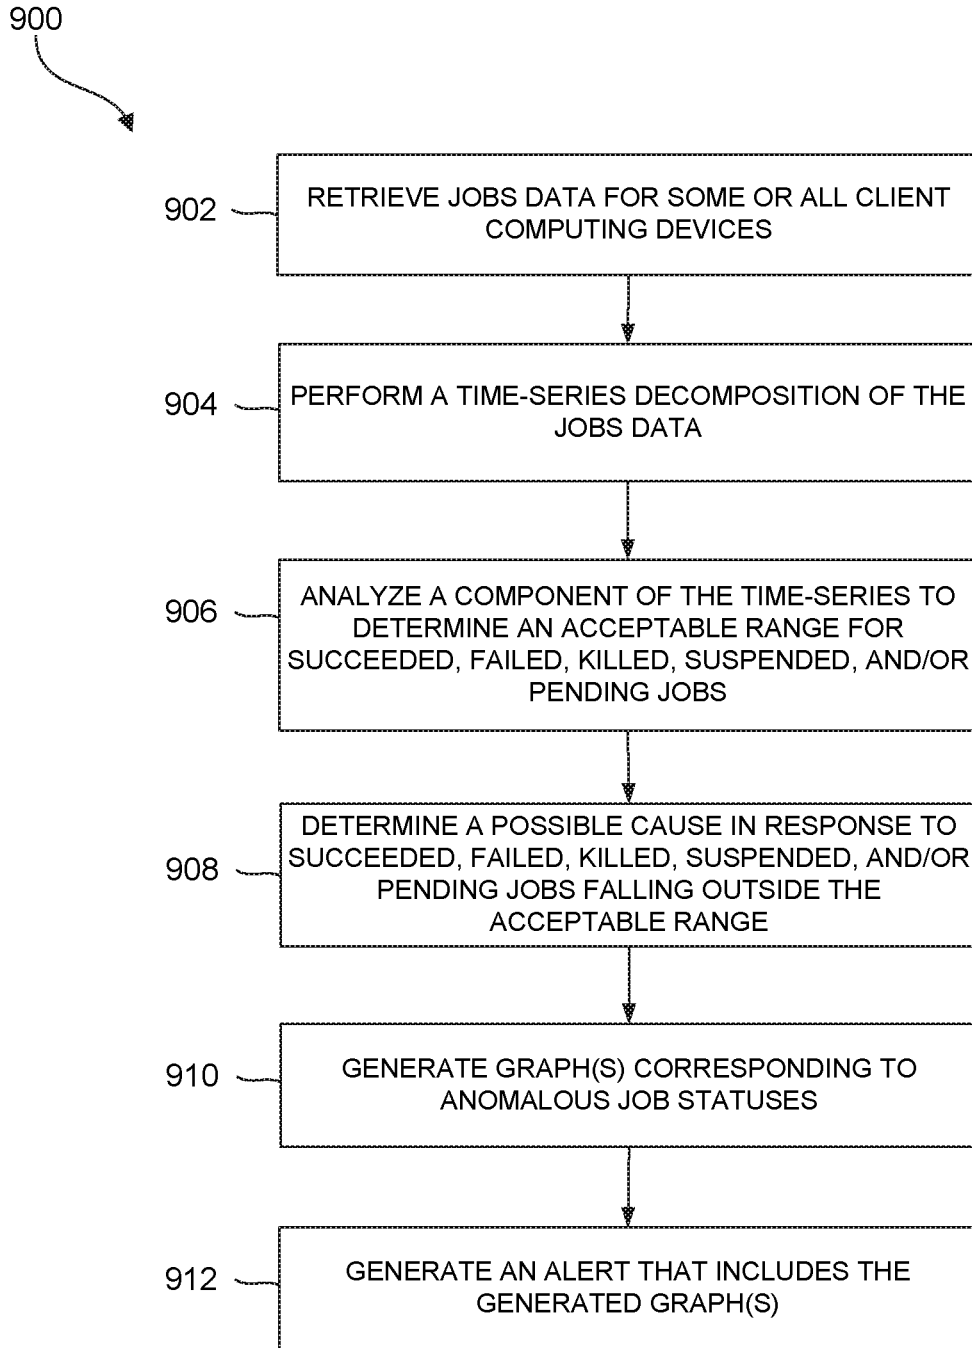 900
902
RETRIEVE JOBS DATA FOR SOME OR ALL CLIENT
COMPUTING DEVICES
904
PERFORM A TIME-SERIES DECOMPOSITION OF THE
JOBS DATA
906
ANALYZE A COMPONENT OF THE TIME-SERIES TO
DETERMINE AN ACCEPTABLE RANGE FOR
SUCCEEDED, FAILED, KILLED, SUSPENDED, AND/OR
PENDING JOBS
908
DETERMINE A POSSIBLE CAUSE IN RESPONSE TO
SUCCEEDED, FAILED, KILLED, SUSPENDED, AND/OR
PENDING JOBS FALLING OUTSIDE THE
ACCEPTABLE RANGE
910
GENERATE GRAPH(S) CORRESPONDING TO
ANOMALOUS JOB STATUSES
912
GENERATE AN ALERT THAT INCLUDES THE
GENERATED GRAPH(S)